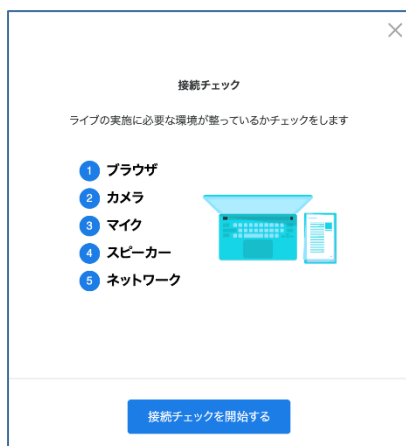 接続チェック
ライブの実施に必要な環境が整っているかチェックをします
1 ブラウザ
2 カメラ
3 マイク
4 スピーカー
5 ネットワーク
接続チェックを開始する